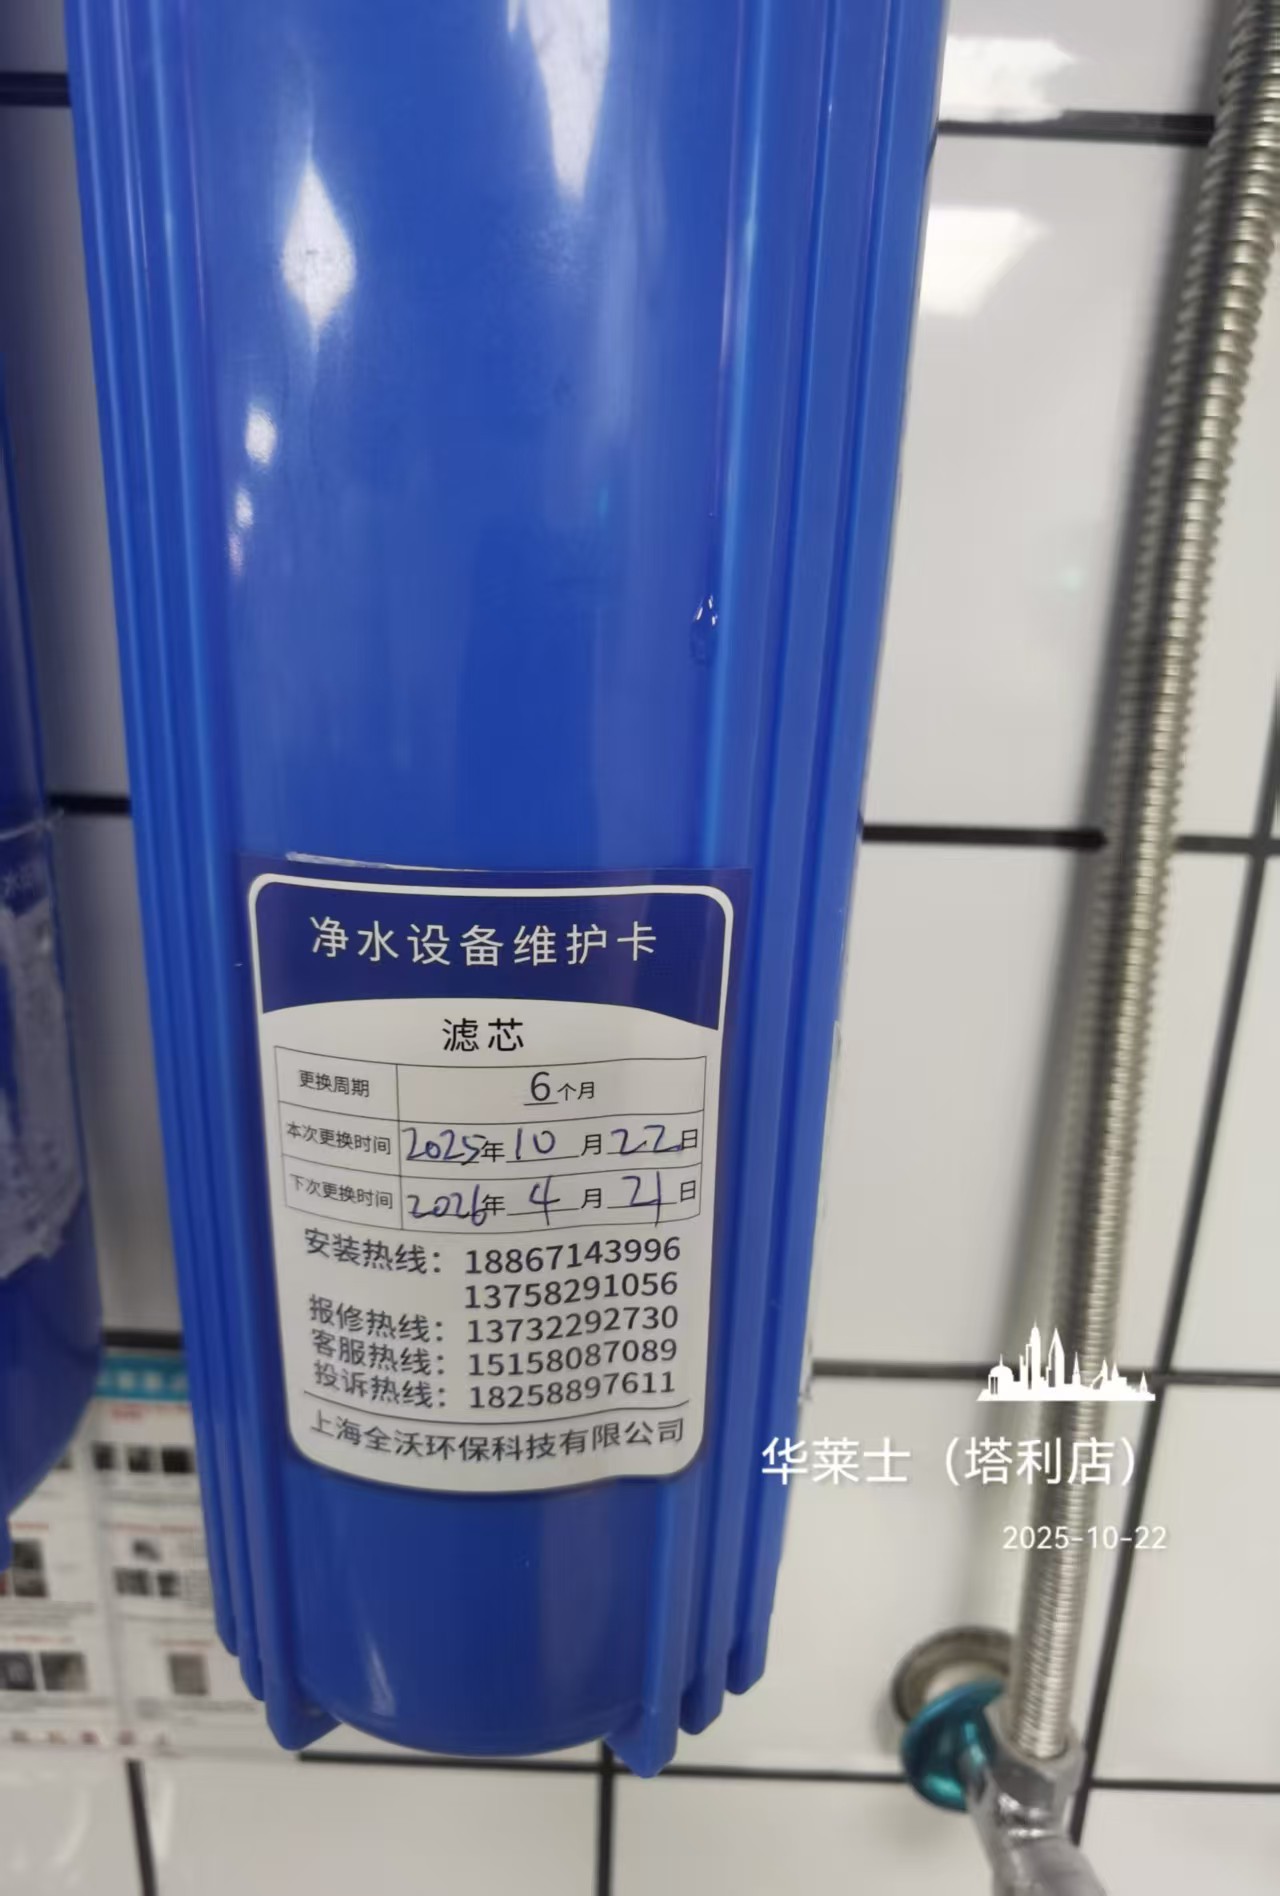 净水设备维护卡
滤芯
更换周期 6个月
本次更换时间 2025年10月22日
下次更换时间 2026年4月21日
安装热线：18867143996
13758291056
报修热线：13732292730
客服热线：15158087089
投诉热线：18258897611
上海全沃环保科技有限公司
华莱士（塔利店）
2025-10-22